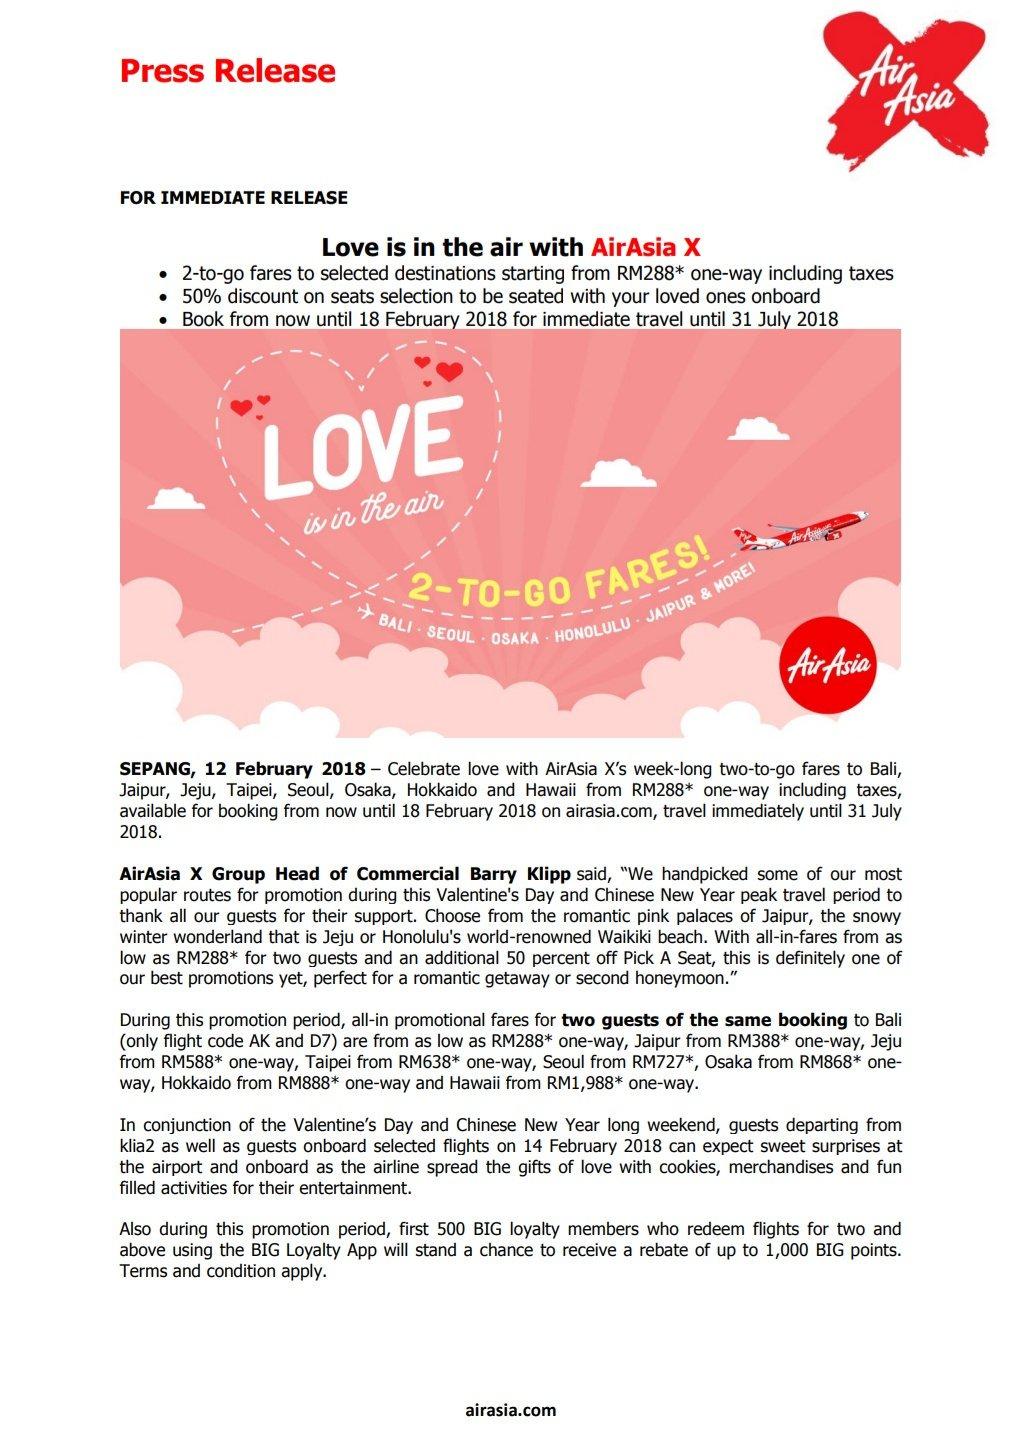 Press Release
Air
Asia
FOR IMMEDIATE RELEASE
Love is in the air with AirAsia X
• 2-to-go fares to selected destinations starting from RM288* one-way including taxes
• 50% discount on seats selection to be seated with your loved ones onboard
• Book from now until 18 February 2018 for immediate travel until 31 July 2018
LOVE
is in the air
AirAsia
2-TO-GO FARES!
BALI · SEOUL · OSAKA · HONOLULU · JAIPUR & MORE!
AirAsia
SEPANG, 12 February 2018 – Celebrate love with AirAsia X’s week-long two-to-go fares to Bali,
Jaipur, Jeju, Taipei, Seoul, Osaka, Hokkaido and Hawaii from RM288* one-way including taxes,
available for booking from now until 18 February 2018 on airasia.com, travel immediately until 31 July
2018.
AirAsia X Group Head of Commercial Barry Klipp said, “We handpicked some of our most
popular routes for promotion during this Valentine's Day and Chinese New Year peak travel period to
thank all our guests for their support. Choose from the romantic pink palaces of Jaipur, the snowy
winter wonderland that is Jeju or Honolulu's world-renowned Waikiki beach. With all-in-fares from as
low as RM288* for two guests and an additional 50 percent off Pick A Seat, this is definitely one of
our best promotions yet, perfect for a romantic getaway or second honeymoon.”
During this promotion period, all-in promotional fares for two guests of the same booking to Bali
(only flight code AK and D7) are from as low as RM288* one-way, Jaipur from RM388* one-way, Jeju
from RM588* one-way, Taipei from RM638* one-way, Seoul from RM727*, Osaka from RM868* one-
way, Hokkaido from RM888* one-way and Hawaii from RM1,988* one-way.
In conjunction of the Valentine’s Day and Chinese New Year long weekend, guests departing from
klia2 as well as guests onboard selected flights on 14 February 2018 can expect sweet surprises at
the airport and onboard as the airline spread the gifts of love with cookies, merchandises and fun
filled activities for their entertainment.
Also during this promotion period, first 500 BIG loyalty members who redeem flights for two and
above using the BIG Loyalty App will stand a chance to receive a rebate of up to 1,000 BIG points.
Terms and condition apply.
airasia.com